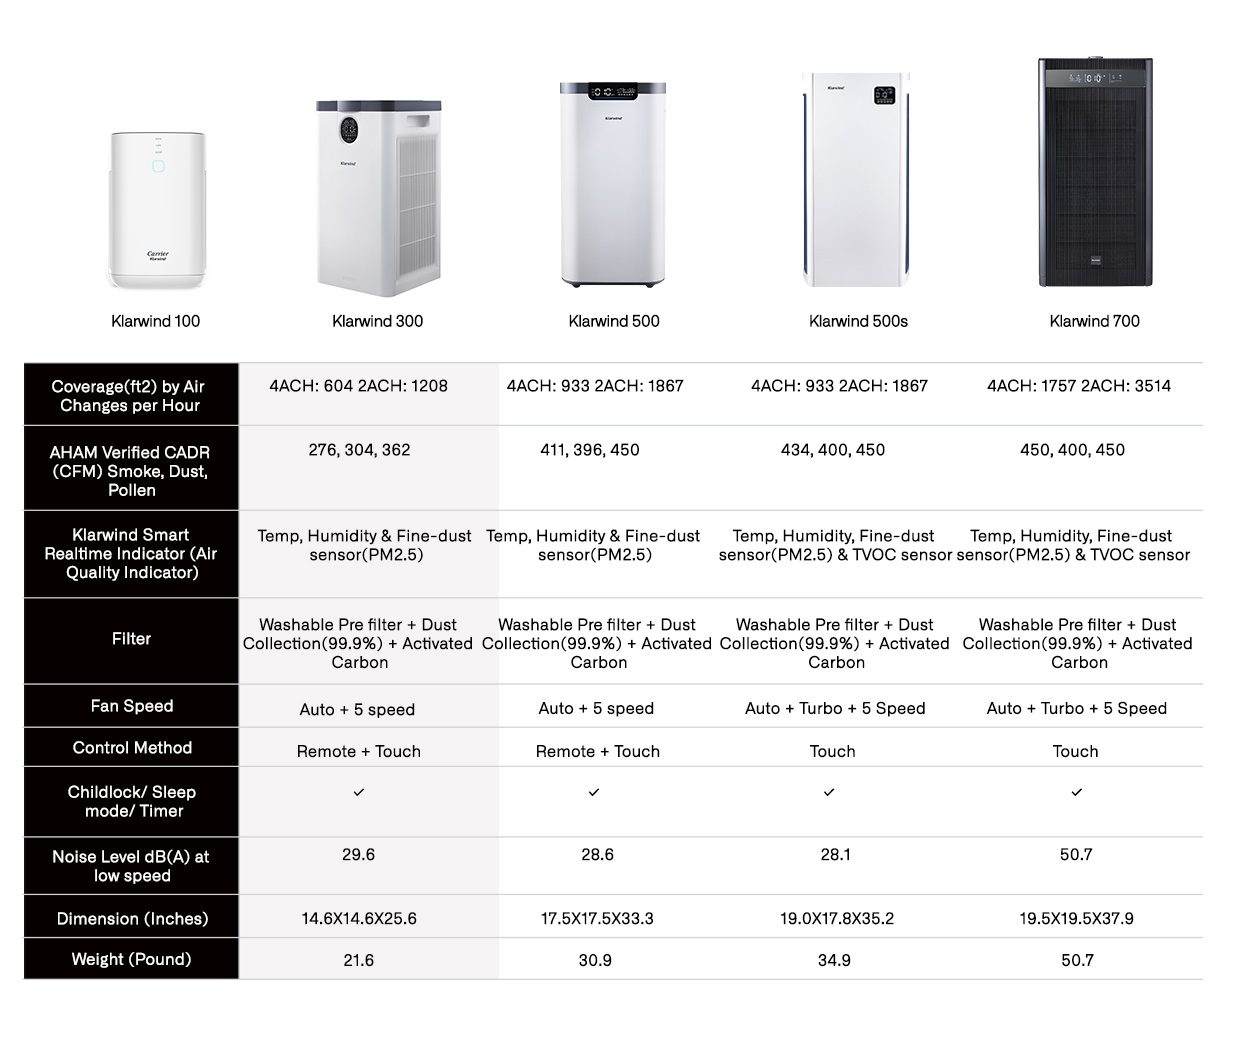 Carrier
Klarwind
Klarwind
Klarwind
Klarwind
Klarwind 100
Klarwind 300
Klarwind 500
Klarwind 500s
Klarwind 700
Coverage(ft2) by Air
Changes per Hour
4ACH: 604 2ACH: 1208
4ACH: 933 2ACH: 1867
4ACH: 933 2ACH: 1867
4ACH: 1757 2ACH: 3514
AHAM Verified CADR
(CFM) Smoke, Dust,
Pollen
276, 304, 362
411, 396, 450
434, 400, 450
450, 400, 450
Klarwind Smart
Realtime Indicator (Air
Quality Indicator)
Temp, Humidity & Fine-dust
sensor(PM2.5)
Temp, Humidity & Fine-dust
sensor(PM2.5)
Temp, Humidity, Fine-dust
sensor(PM2.5) & TVOC sensor
Temp, Humidity, Fine-dust
sensor(PM2.5) & TVOC sensor
Filter
Washable Pre filter + Dust
Collection(99.9%) + Activated
Carbon
Washable Pre filter + Dust
Collection(99.9%) + Activated
Carbon
Washable Pre filter + Dust
Collection(99.9%) + Activated
Carbon
Washable Pre filter + Dust
Collection(99.9%) + Activated
Carbon
Fan Speed
Auto + 5 speed
Auto + 5 speed
Auto + Turbo + 5 Speed
Auto + Turbo + 5 Speed
Control Method
Remote + Touch
Remote + Touch
Touch
Touch
Childlock/ Sleep
mode/ Timer
✓
✓
✓
✓
Noise Level dB(A) at
low speed
29.6
28.6
28.1
50.7
Dimension (Inches)
14.6X14.6X25.6
17.5X17.5X33.3
19.0X17.8X35.2
19.5X19.5X37.9
Weight (Pound)
21.6
30.9
34.9
50.7